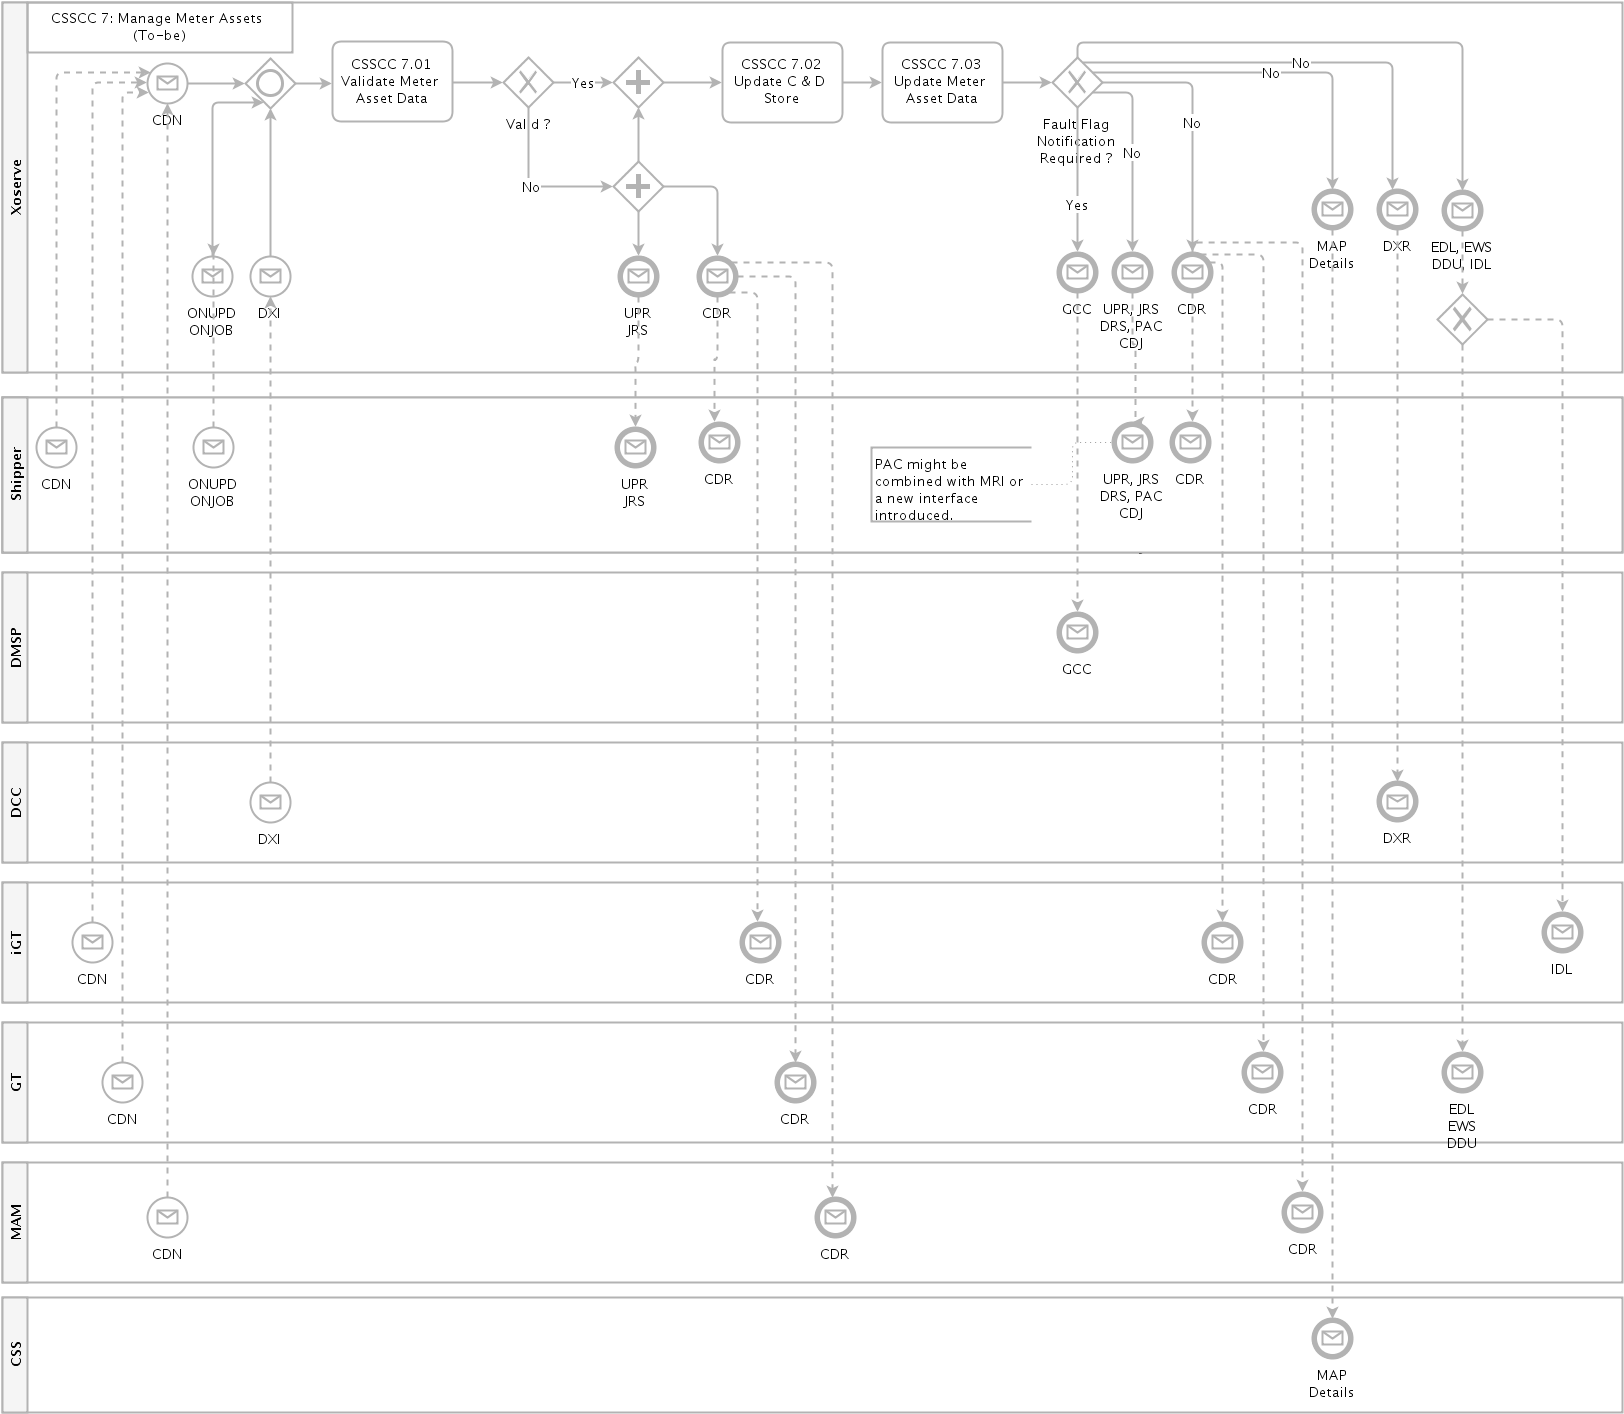 CSSCC 7: Manage Meter Assets
(To-be)
Xoserve
CDN
CSSCC 7.01
Validate Meter
Asset Data
Valid ?
Yes
No
CSSCC 7.02
Update C & D
Store
CSSCC 7.03
Update Meter
Asset Data
Fault Flag
Notification
Required ?
Yes
No
No
No
No
ONUPD
ONJOB
DXI
UPR
JRS
CDR
GCC
UPR, JRS
DRS, PAC
CDJ
CDR
MAP
Details
DXR
EDL, EWS
DDU, IDL
Shipper
CDN
ONUPD
ONJOB
UPR
JRS
CDR
PAC might be
combined with MRI or
a new interface
introduced.
UPR, JRS
DRS, PAC
CDJ
CDR
DMSP
GCC
DCC
DXI
DXR
iGT
CDN
CDR
CDR
IDL
GT
CDN
CDR
CDR
EDL
EWS
DDU
MAM
CDN
CDR
CDR
CSS
MAP
Details